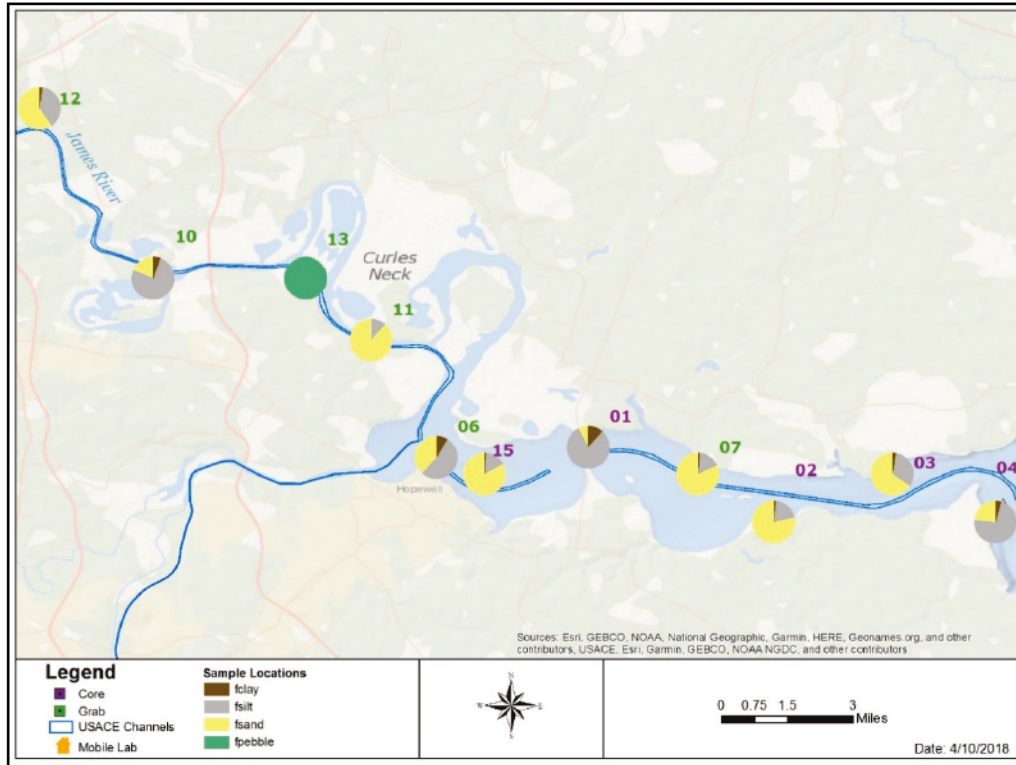 12
James River
10
13
Curles
Neck
11
06
15
01
07
02
03
04
Hopewell
Sources: Esri, GEBCO, NOAA, National Geographic, Garmin, HERE, Geonames.org, and other
contributors, USACE, Esri, Garmin, GEBCO, NOAA NGDC, and other contributors
Legend
Core
Grab
USACE Channels
Mobile Lab
Sample Locations
fclay
fsilt
fsand
fpebble
N
W E
S
0 0.75 1.5 3
Miles
Date: 4/10/2018